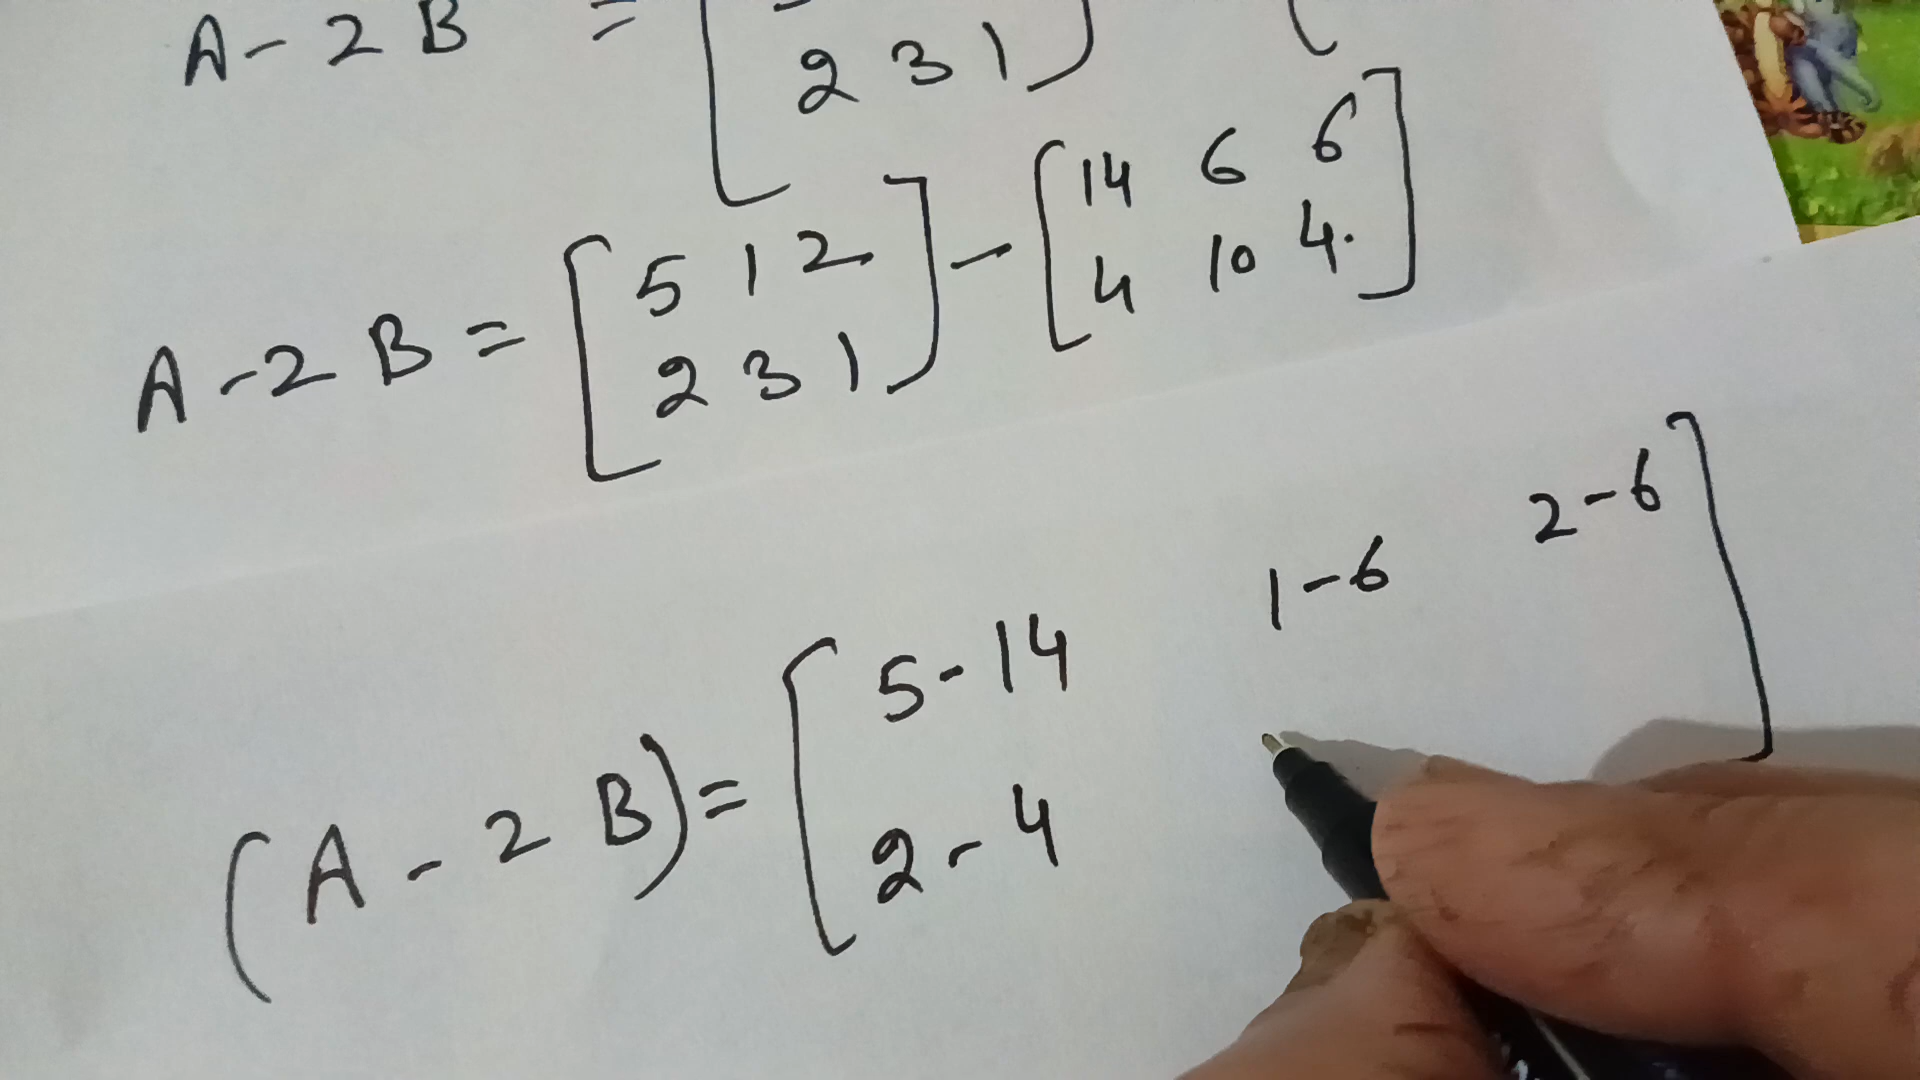 A - 2 B = [
2 3 1 ] [
A - 2 B = [ 5 1 2 ] - [ 14 6 6 ]
2 3 1 4 10 4.
(A - 2 B) = [ 5 - 14 1 - 6 2 - 6 ]
2 - 4